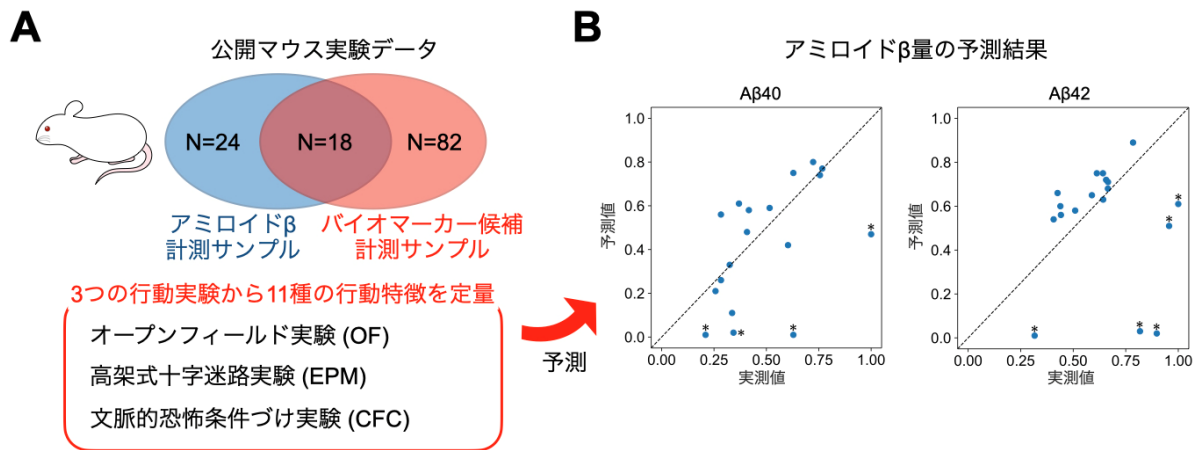 A
公開マウス実験データ
N=24
N=18
N=82
アミロイドβ
計測サンプル
バイオマーカー候補
計測サンプル
3つの行動実験から11種の行動特徴を定量
オープンフィールド実験 (OF)
高架式十字迷路実験 (EPM)
文脈的恐怖条件づけ実験 (CFC)
予測
B
アミロイドβ量の予測結果
Aβ40
1.0
0.8
0.6
0.4
0.2
0.0
予測値
*
*
*
*
0.00
0.25
0.50
0.75
1.00
実測値
Aβ42
1.0
0.8
0.6
0.4
0.2
0.0
予測値
*
*
*
*
*
0.00
0.25
0.50
0.75
1.00
実測値